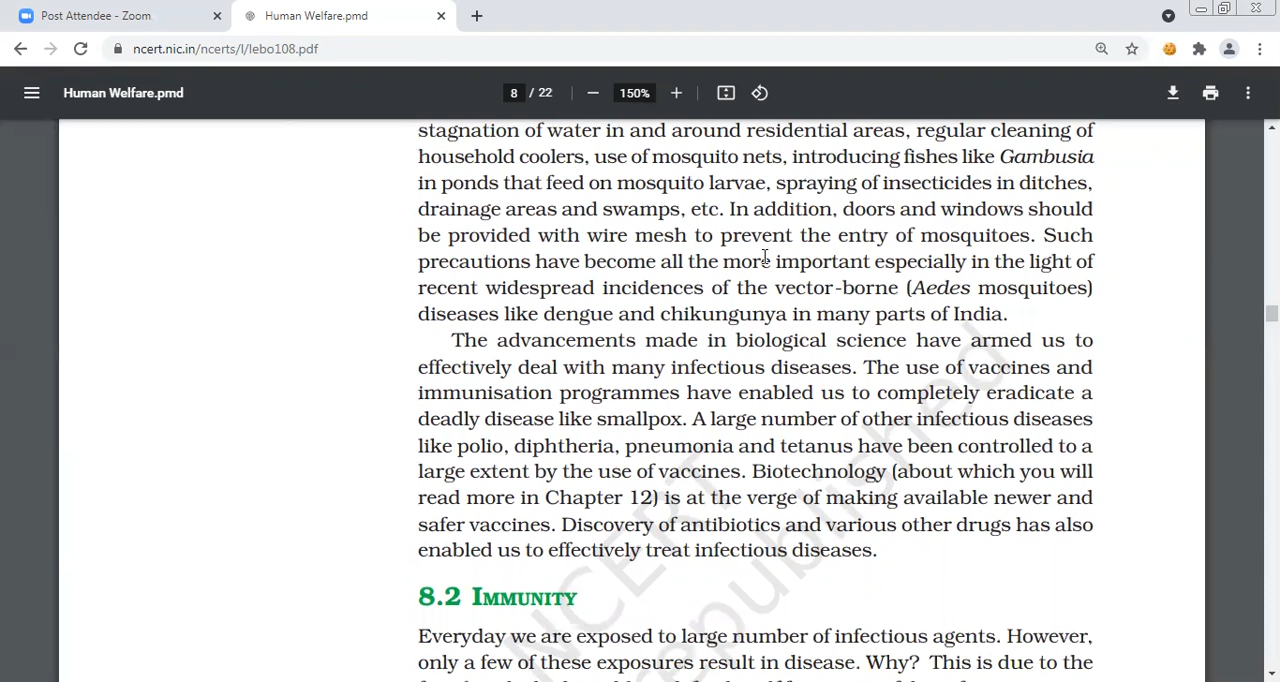 Post Attendee - Zoom
Human Welfare.pmd
ncert.nic.in/ncerts/l/lebo108.pdf
Human Welfare.pmd
8 / 22
150%
stagnation of water in and around residential areas, regular cleaning of
household coolers, use of mosquito nets, introducing fishes like Gambusia
in ponds that feed on mosquito larvae, spraying of insecticides in ditches,
drainage areas and swamps, etc. In addition, doors and windows should
be provided with wire mesh to prevent the entry of mosquitoes. Such
precautions have become all the more important especially in the light of
recent widespread incidences of the vector-borne (Aedes mosquitoes)
diseases like dengue and chikungunya in many parts of India.
The advancements made in biological science have armed us to
effectively deal with many infectious diseases. The use of vaccines and
immunisation programmes have enabled us to completely eradicate a
deadly disease like smallpox. A large number of other infectious diseases
like polio, diphtheria, pneumonia and tetanus have been controlled to a
large extent by the use of vaccines. Biotechnology (about which you will
read more in Chapter 12) is at the verge of making available newer and
safer vaccines. Discovery of antibiotics and various other drugs has also
enabled us to effectively treat infectious diseases.
8.2 IMMUNITY
Everyday we are exposed to large number of infectious agents. However,
only a few of these exposures result in disease. Why? This is due to the
NCERT
republished